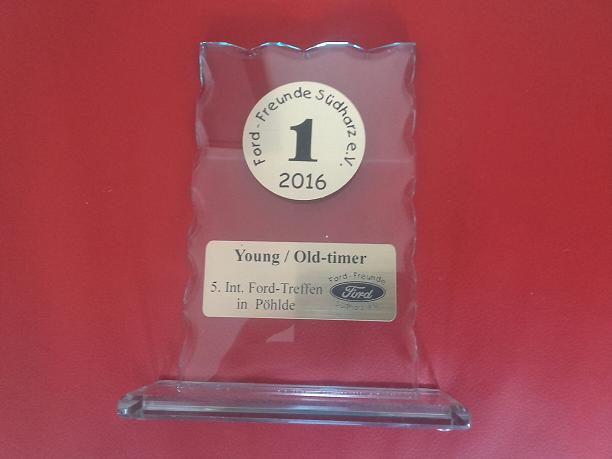 Ford-Freunde Südharz e.V.
1
2016
Young / Old-timer
5. Int. Ford-Treffen
in Pöhlde
Ford-Freunde
Ford